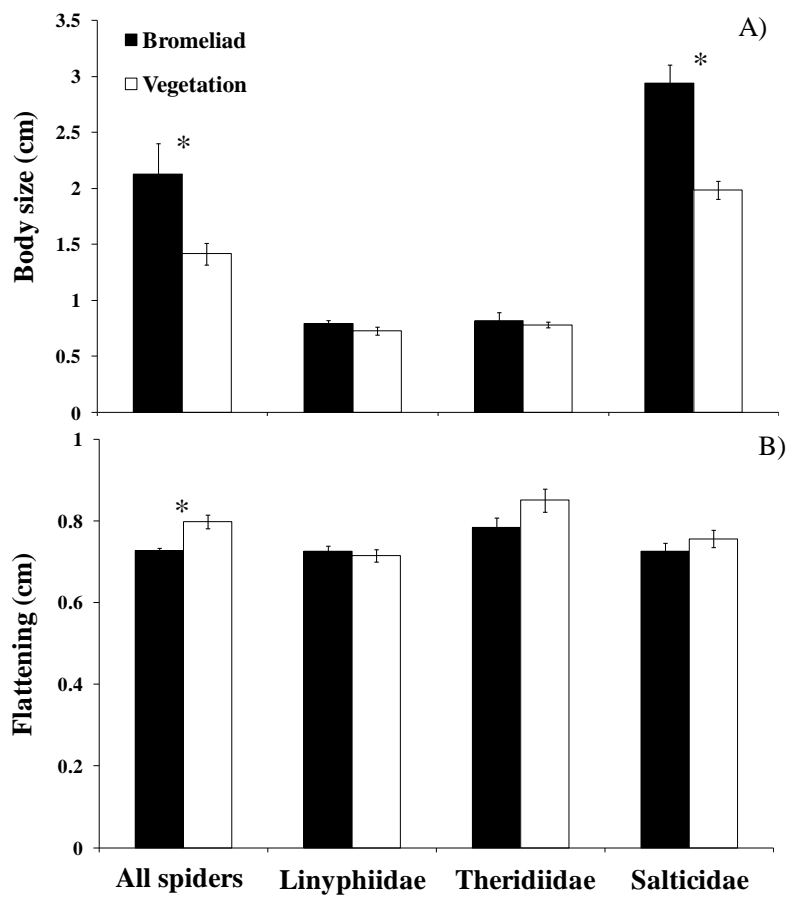 A)
Bromeliad
Vegetation
Body size (cm)
3.5
3
2.5
2
1.5
1
0.5
0
*
*
B)
Flattening (cm)
1
0.8
0.6
0.4
0.2
0
*
All spiders Linyphiidae Theridiidae Salticidae